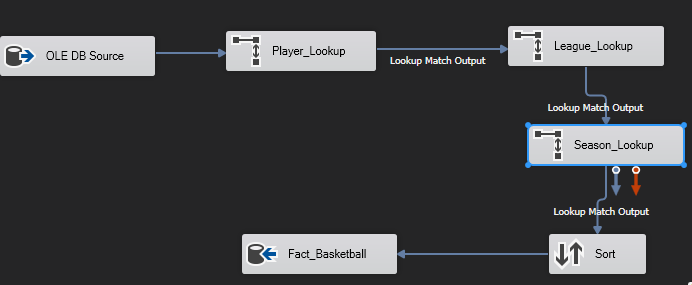 OLE DB Source
Player_Lookup
Lookup Match Output
League_Lookup
Lookup Match Output
Season_Lookup
Lookup Match Output
Sort
Fact_Basketball